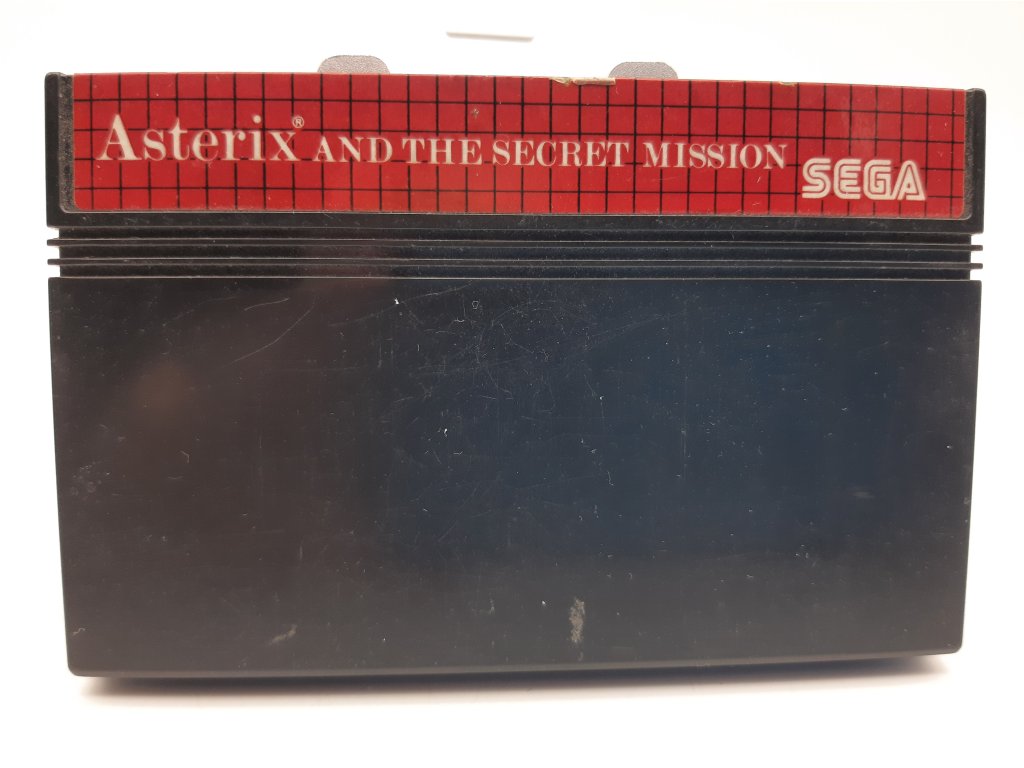 Asterix® AND THE SECRET MISSION
SEGA